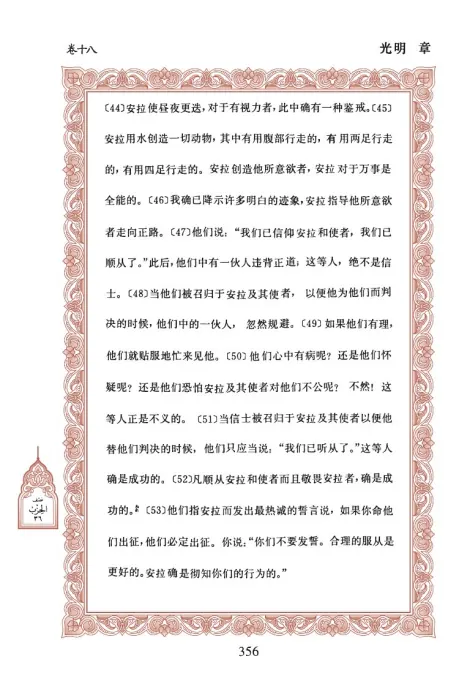 卷十八
光明 章
〔44〕安拉使昼夜更迭，对于有视力者，此中确有一种鉴戒。〔45〕
安拉用水创造一切动物，其中有用腹部行走的，有用两足行走
的，有用四足行走的。安拉创造他所意欲者，安拉对于万事是
全能的。〔46〕我确已降示许多明白的迹象，安拉指导他所意欲
者走向正路。〔47〕他们说：“我们已信仰安拉和使者，我们已
顺从了。”此后，他们中有一伙人违背正道；这等人，绝不是信
士。〔48〕当他们被召归于安拉及其使者， 以便他为他们而判
决的时候，他们中的一伙人， 忽然规避。〔49〕如果他们有理，
他们就贴服地忙来见他。〔50〕他们心中有病呢？还是他们怀
疑呢？还是他们恐怕安拉及其使者对他们不公呢？ 不然！这
等人正是不义的。〔51〕当信士被召归于安拉及其使者以便他
替他们判决的时候，他们只应当说：“我们已听从了。”这等人
确是成功的。〔52〕凡顺从安拉和使者而且敬畏安拉者，确是成
功的。〔53〕他们指安拉而发出最热诚的誓言说，如果你命他
们出征，他们必定出征。你说：“你们不要发誓。合理的服从是
更好的。安拉确是彻知你们的行为的。”
نصف
الحزب
٣٦
356